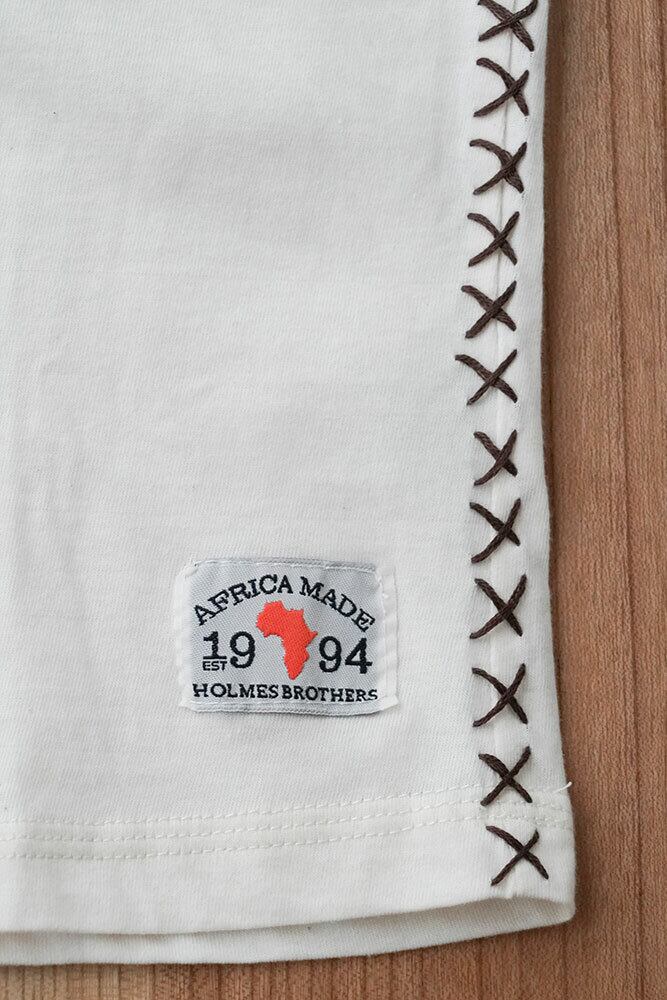 AFRICA MADE
19 94
EST
HOLMES BROTHERS